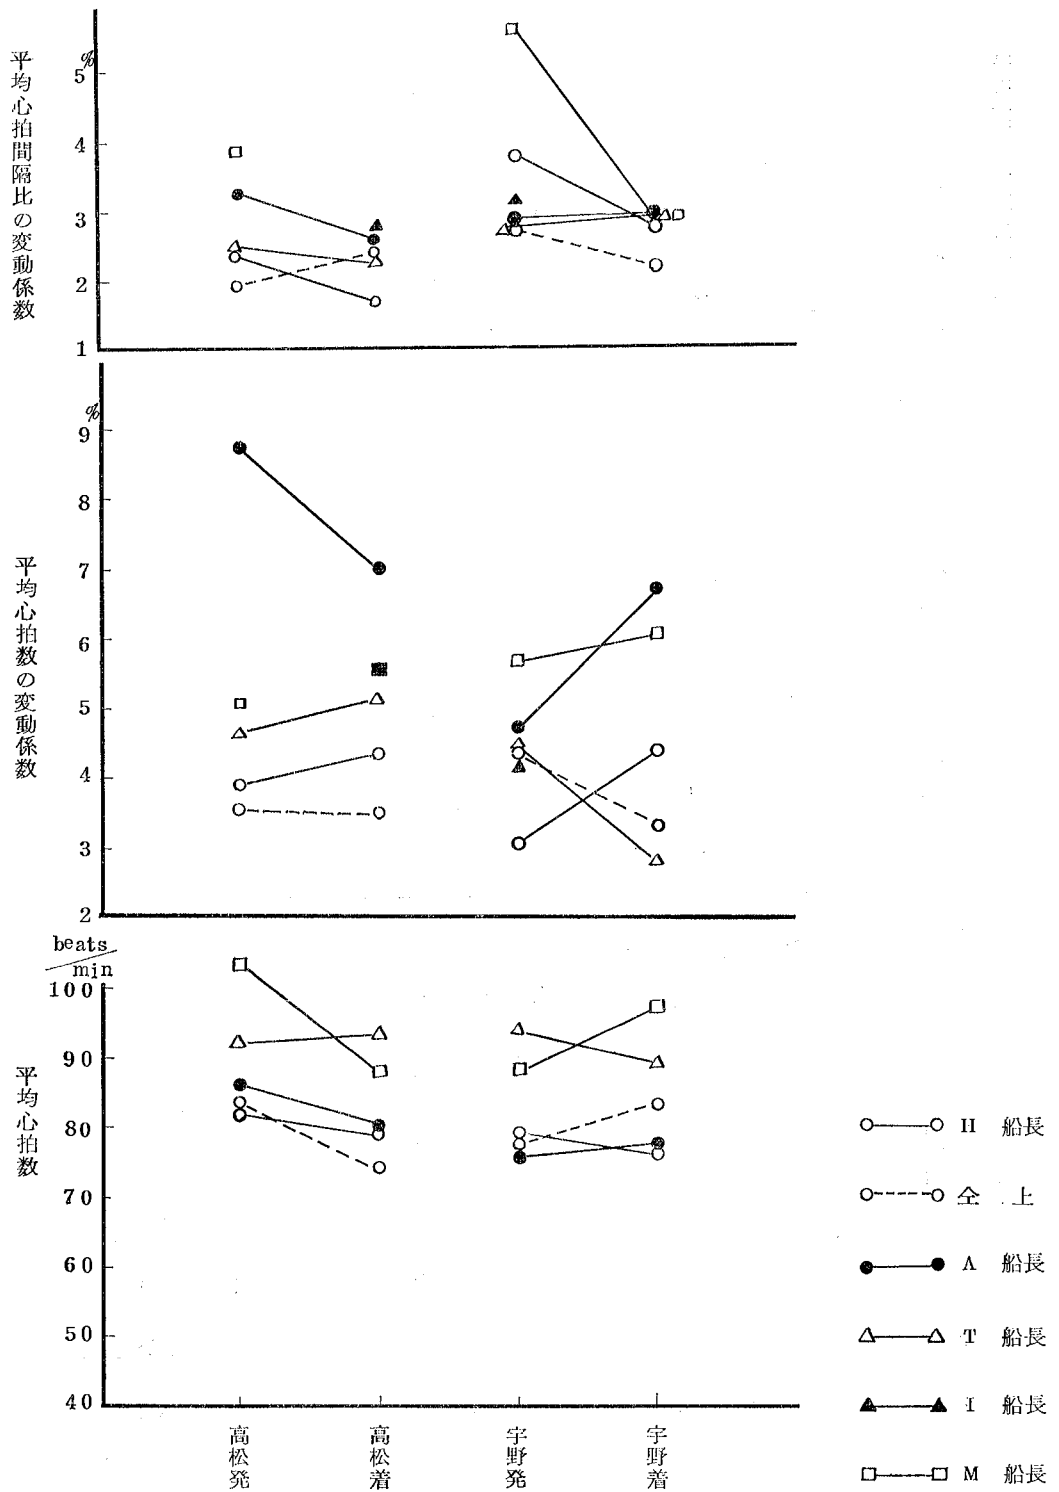 平均心拍間隔比の変動係数
%
5
4
3
2
1
平均心拍数の変動係数
%
9
8
7
6
5
4
3
2
平均心拍数
beats/min
100
90
80
70
60
50
40
高松発
高松着
宇野発
宇野着
H 船長
仝 上
A 船長
T 船長
I 船長
M 船長